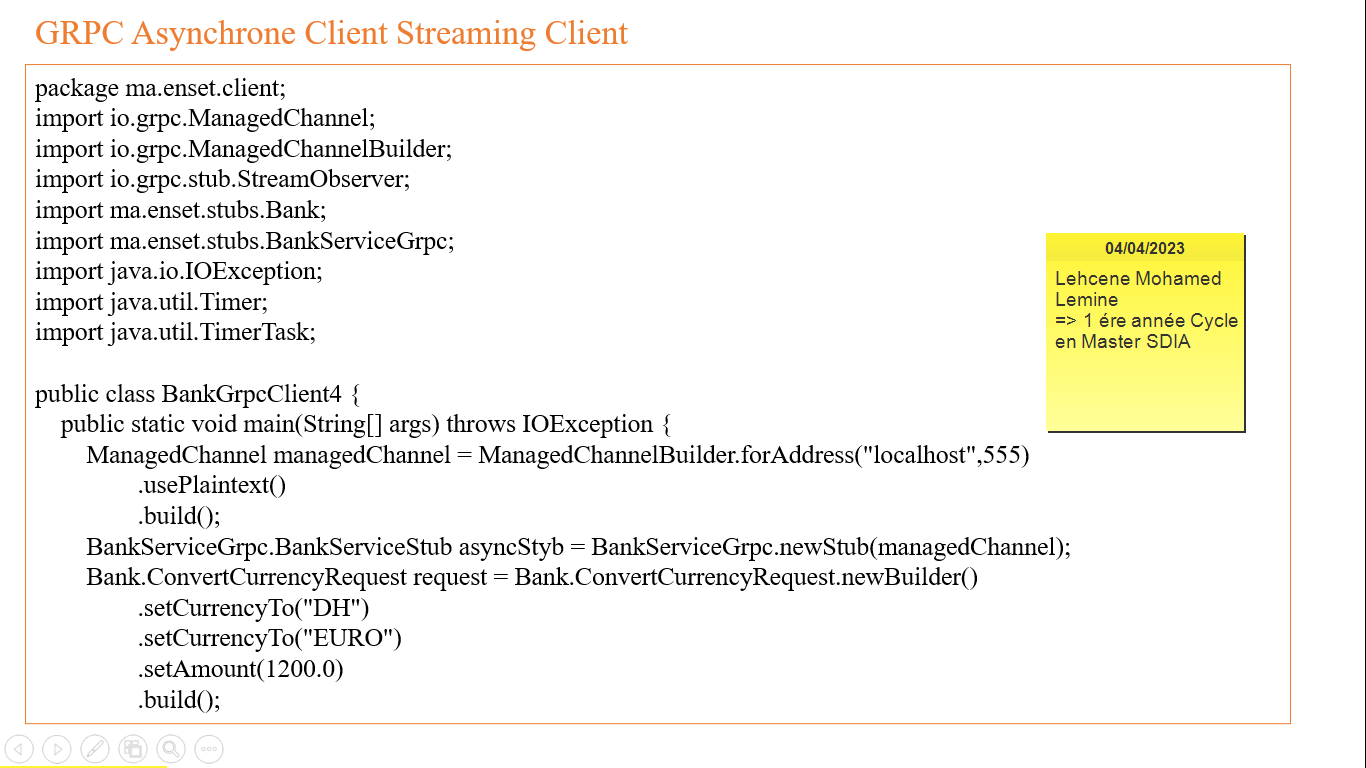 GRPC Asynchrone Client Streaming Client
package ma.enset.client;
import io.grpc.ManagedChannel;
import io.grpc.ManagedChannelBuilder;
import io.grpc.stub.StreamObserver;
import ma.enset.stubs.Bank;
import ma.enset.stubs.BankServiceGrpc;
import java.io.IOException;
import java.util.Timer;
import java.util.TimerTask;
public class BankGrpcClient4 {
public static void main(String[] args) throws IOException {
ManagedChannel managedChannel = ManagedChannelBuilder.forAddress("localhost",555)
.usePlaintext()
.build();
BankServiceGrpc.BankServiceStub asyncStyb = BankServiceGrpc.newStub(managedChannel);
Bank.ConvertCurrencyRequest request = Bank.ConvertCurrencyRequest.newBuilder()
.setCurrencyTo("DH")
.setCurrencyTo("EURO")
.setAmount(1200.0)
.build();
04/04/2023
Lehcene Mohamed
Lemine
=> 1 ére année Cycle
en Master SDIA